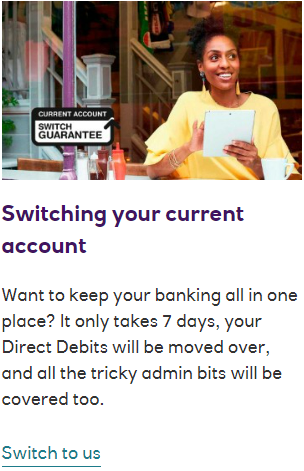 CURRENT ACCOUNT
SWITCH
GUARANTEE
Switching your current
account
Want to keep your banking all in one
place? It only takes 7 days, your
Direct Debits will be moved over,
and all the tricky admin bits will be
covered too.
Switch to us